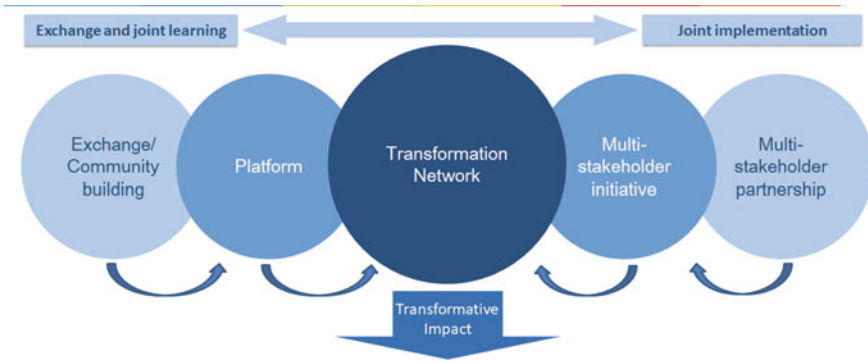 Exchange and joint learning
Joint implementation
Exchange/
Community
building
Platform
Transformation
Network
Multi-
stakeholder
initiative
Multi-
stakeholder
partnership
Transformative
Impact